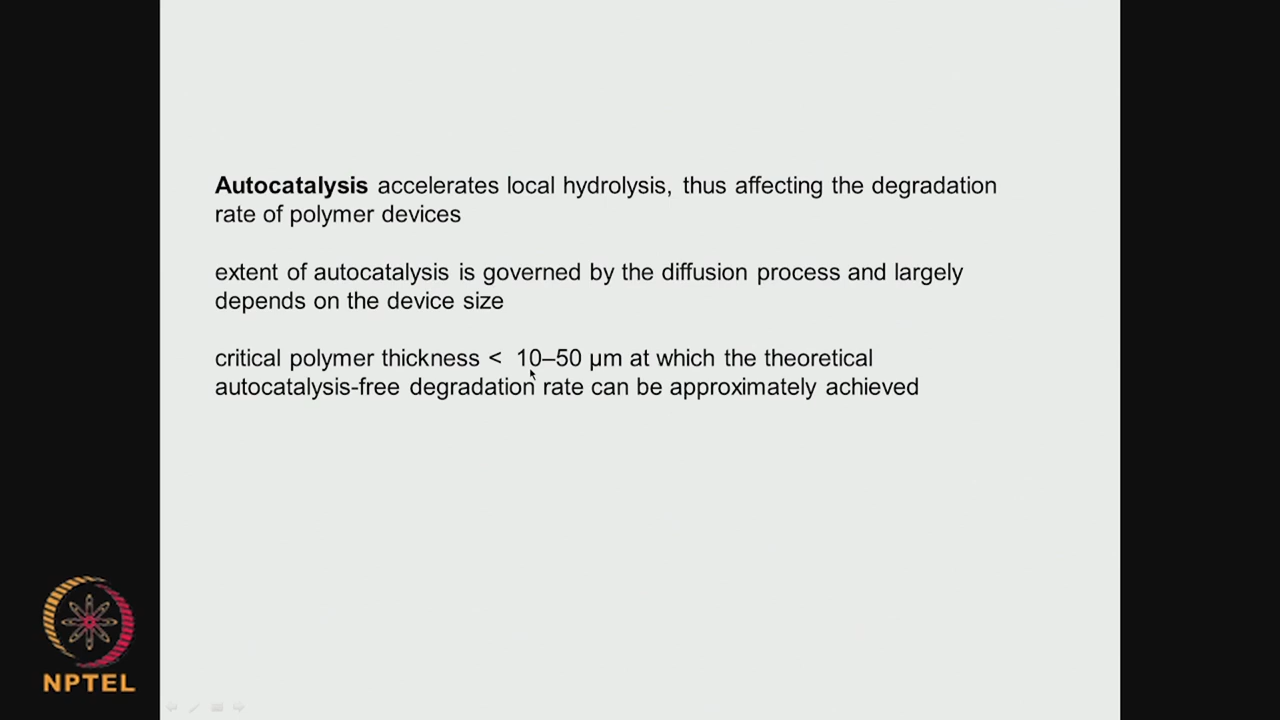 Autocatalysis accelerates local hydrolysis, thus affecting the degradation
rate of polymer devices
extent of autocatalysis is governed by the diffusion process and largely
depends on the device size
critical polymer thickness < 10–50 µm at which the theoretical
autocatalysis-free degradation rate can be approximately achieved
NPTEL